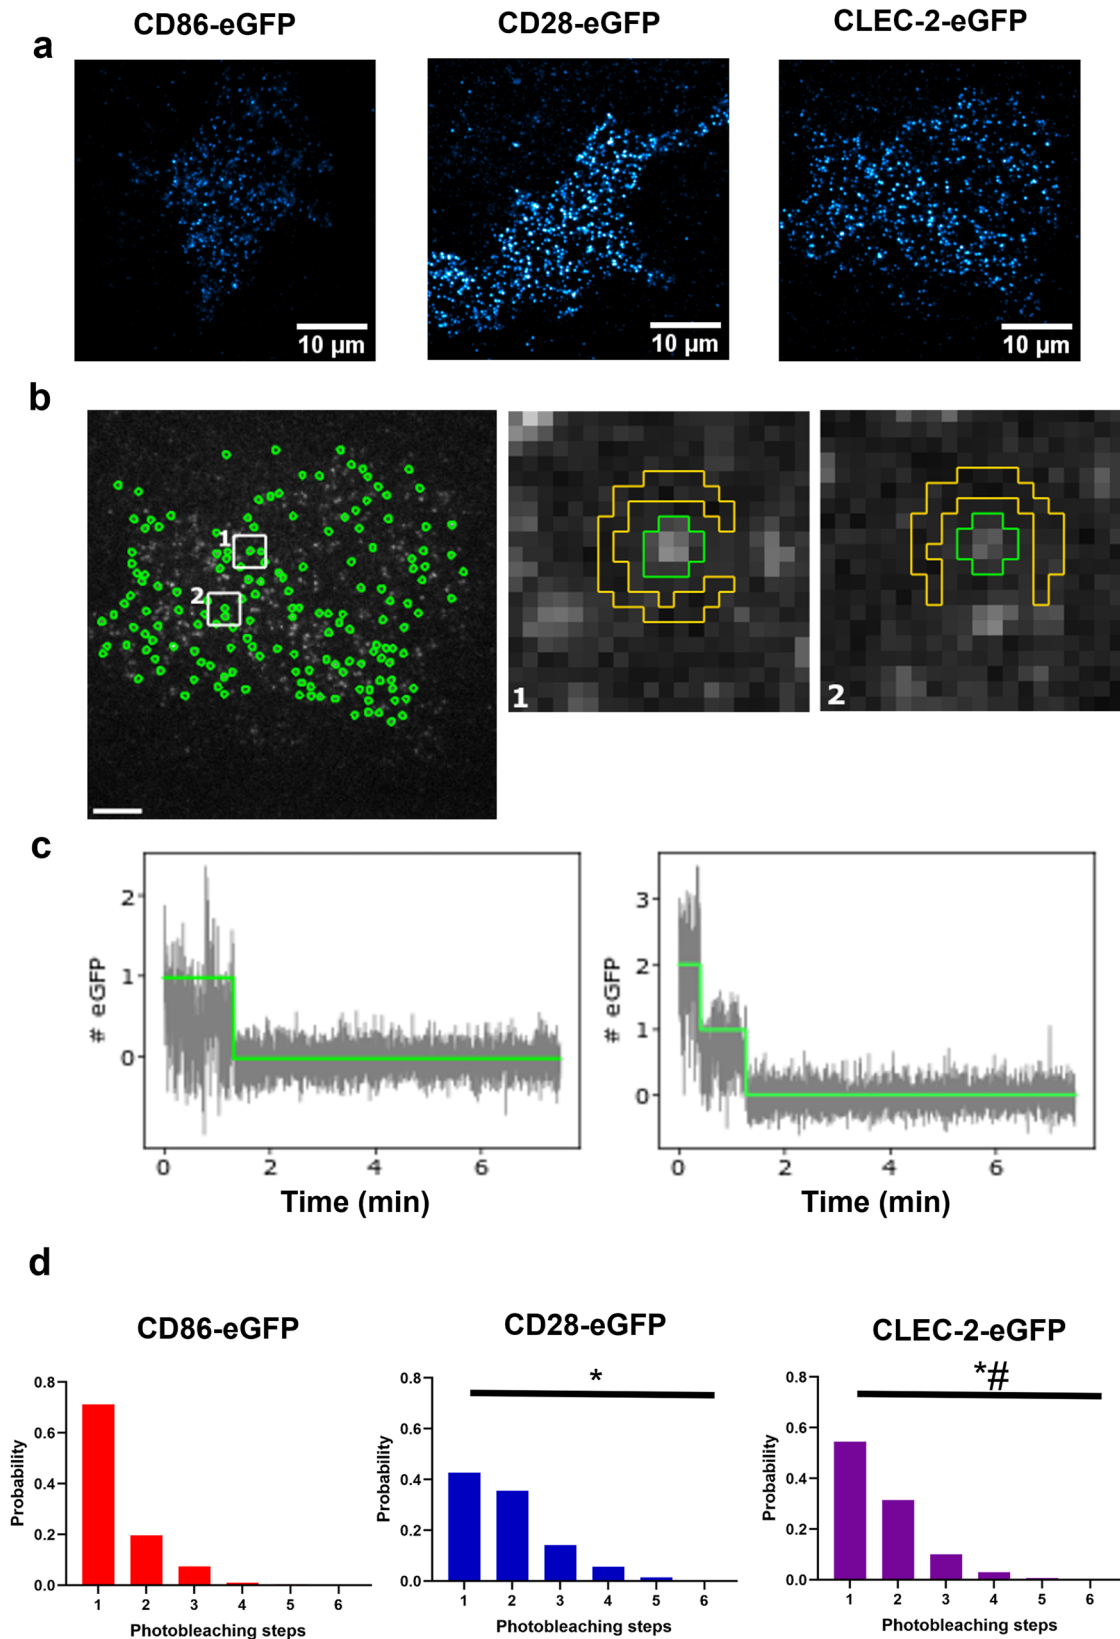 CD86-eGFP CD28-eGFP CLEC-2-eGFP
a
10 µm 10 µm 10 µm
b
1
2
1 2
c
# eGFP
2
1
0
0 2 4 6
Time (min)
# eGFP
3
2
1
0
0 2 4 6
Time (min)
d
CD86-eGFP
Probability
0.8
0.6
0.4
0.2
0.0
1 2 3 4 5 6
Photobleaching steps
CD28-eGFP
*
Probability
0.8
0.6
0.4
0.2
0.0
1 2 3 4 5 6
Photobleaching steps
CLEC-2-eGFP
*#
Probability
0.8
0.6
0.4
0.2
0.0
1 2 3 4 5 6
Photobleaching steps